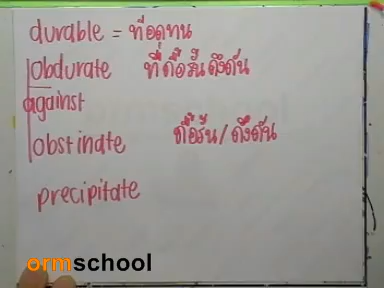 durable = ที่อดทน
obdurate ที่ดื้อรั้น ดึงดัน
against
obstinate ดื้อรั้น/ดึงดัน
precipitate
ormschool